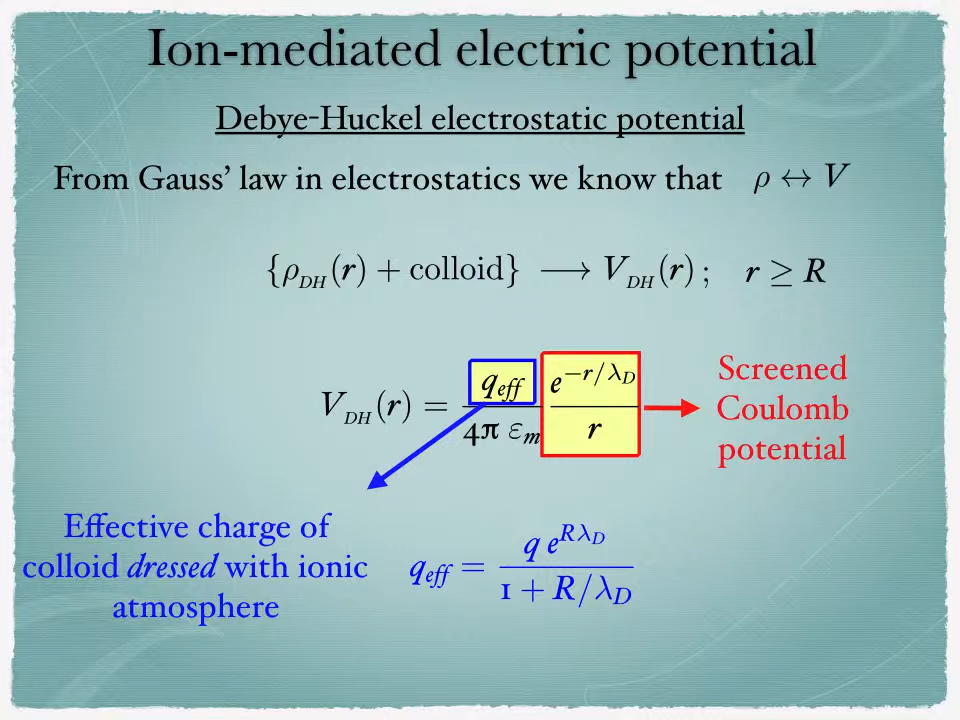 Ion-mediated electric potential
Debye-Huckel electrostatic potential
From Gauss’ law in electrostatics we know that ρ ↔ V
{ρ_DH(r) + colloid} ⟶ V_DH(r) ; r ≥ R
V_DH(r) = q_eff / 4π ε_m e^{−r/λ_D} / r
Screened
Coulomb
potential
Effective charge of
colloid dressed with ionic
atmosphere
q_eff = q e^{Rλ_D} / 1 + R/λ_D